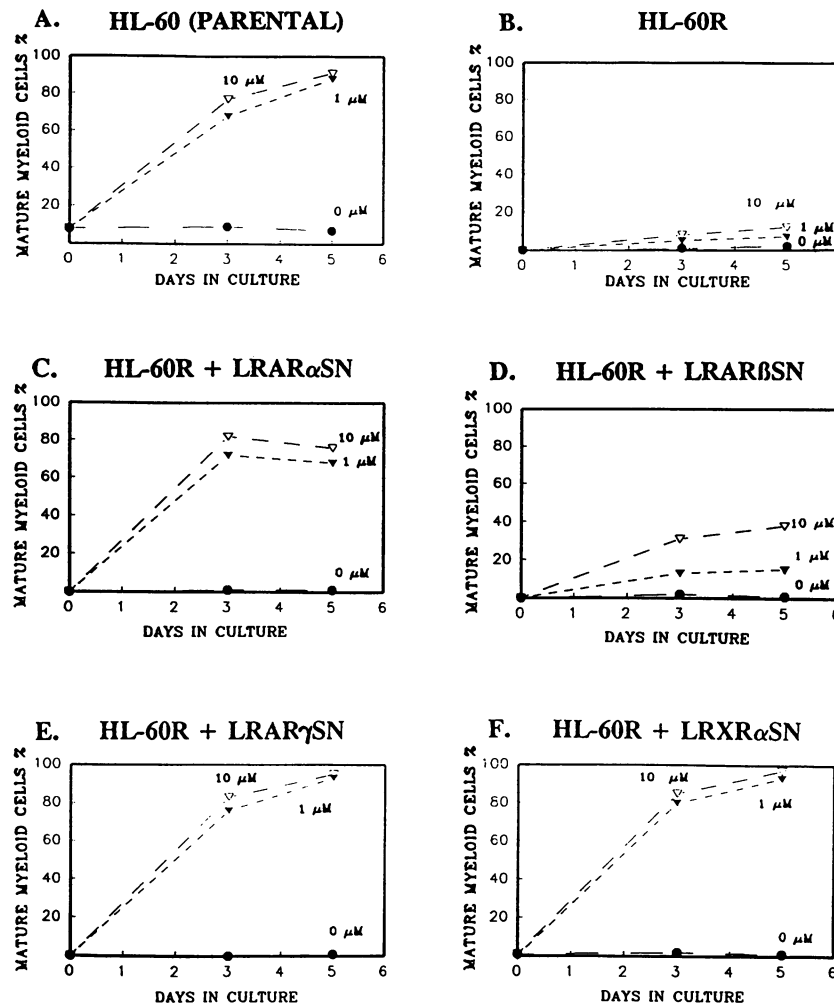 A. HL-60 (PARENTAL)
MATURE MYELOID CELLS %
100
80
60
40
20
10 μM
1 μM
0 μM
0 1 2 3 4 5 6
DAYS IN CULTURE
B. HL-60R
MATURE MYELOID CELLS %
100
80
60
40
20
10 μM
1 μM
0 μM
0 1 2 3 4 5 6
DAYS IN CULTURE
C. HL-60R + LRARαSN
MATURE MYELOID CELLS %
100
80
60
40
20
10 μM
1 μM
0 μM
0 1 2 3 4 5 6
DAYS IN CULTURE
D. HL-60R + LRARßSN
MATURE MYELOID CELLS %
100
80
60
40
20
10 μM
1 μM
0 μM
0 1 2 3 4 5 6
DAYS IN CULTURE
E. HL-60R + LRARγSN
MATURE MYELOID CELLS %
100
80
60
40
20
10 μM
1 μM
0 μM
0 1 2 3 4 5 6
DAYS IN CULTURE
F. HL-60R + LRXRαSN
MATURE MYELOID CELLS %
100
80
60
40
20
10 μM
1 μM
0 μM
0 1 2 3 4 5 6
DAYS IN CULTURE